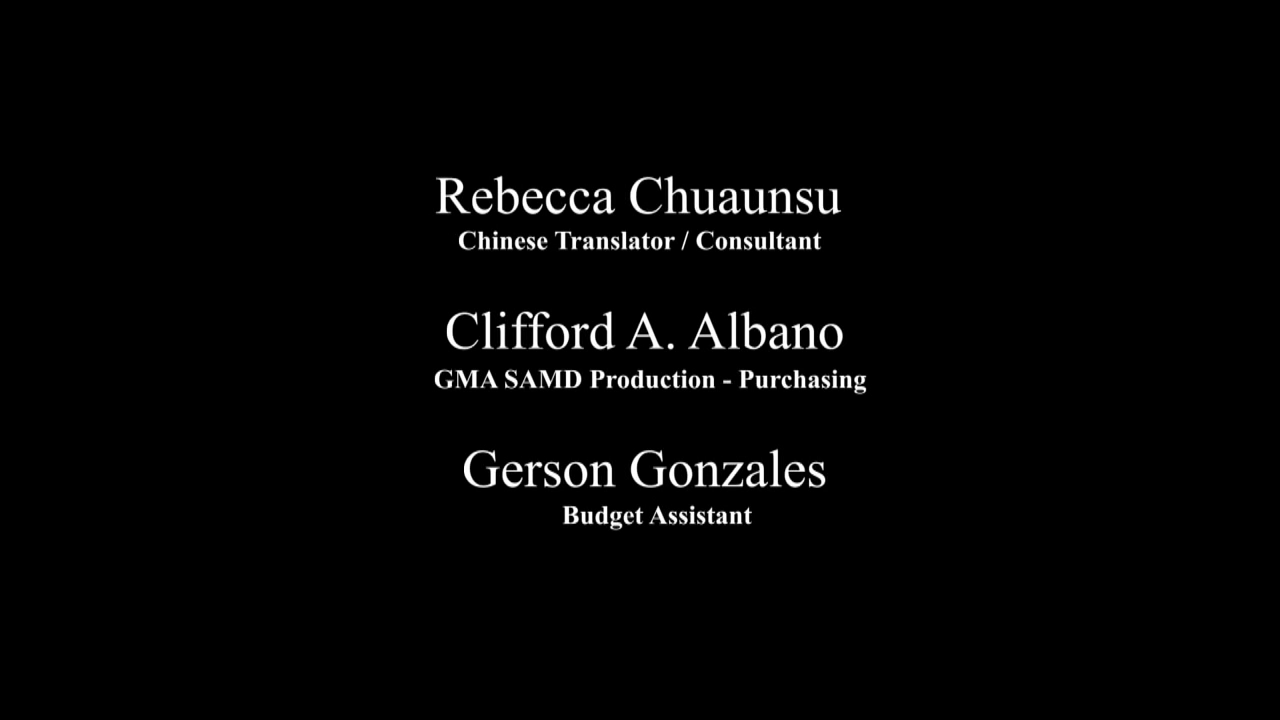 Rebecca Chuaunsu
Chinese Translator / Consultant
Clifford A. Albano
GMA SAMD Production - Purchasing
Gerson Gonzales
Budget Assistant